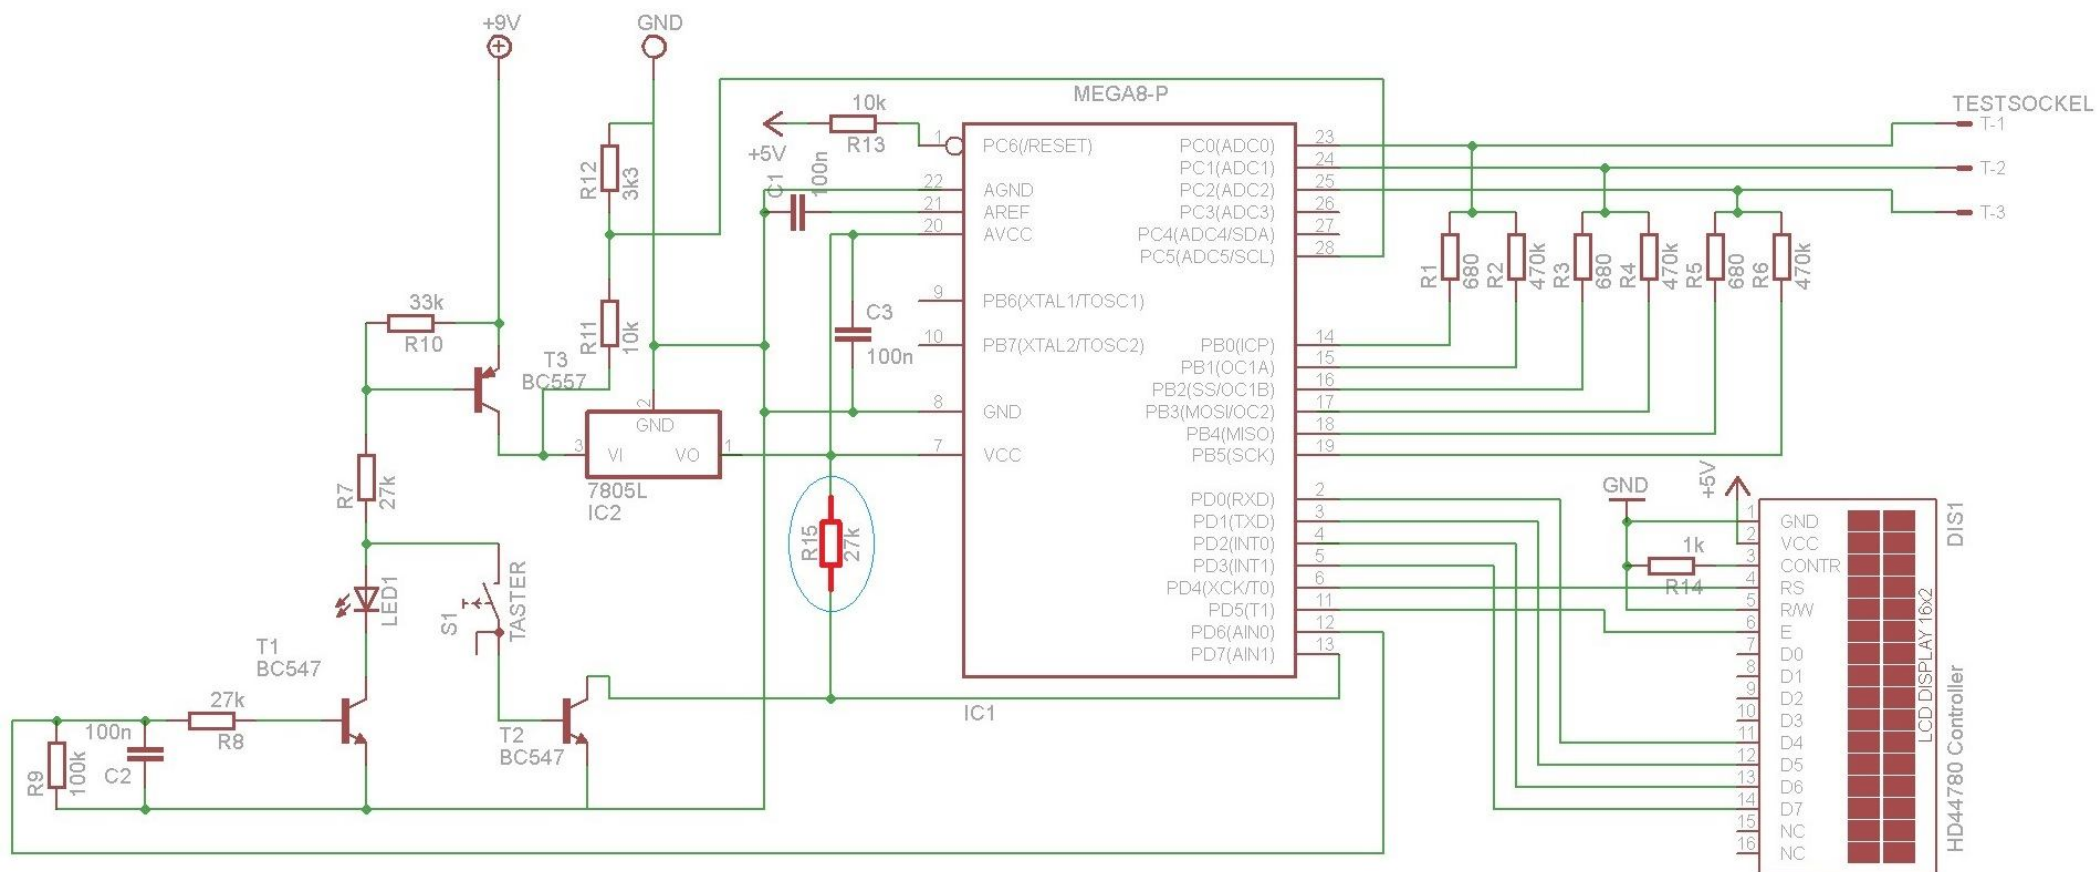 +9V
GND
10k
R13
+5V
C1
100n
R12
3k3
33k
R10
R11
10k
T3
BC557
C3
100n
R7
27k
3
VI
2
GND
VO
1
7805L
IC2
R15
27k
LED1
S1
TASTER
T1
BC547
27k
R8
100n
C2
R9
100k
T2
BC547
MEGA8-P
1
PC6(/RESET)
22
AGND
21
AREF
20
AVCC
9
PB6(XTAL1/TOSC1)
10
PB7(XTAL2/TOSC2)
8
GND
7
VCC
PC0(ADC0)
23
PC1(ADC1)
24
PC2(ADC2)
25
PC3(ADC3)
26
PC4(ADC4/SDA)
27
PC5(ADC5/SCL)
28
PB0(ICP)
14
PB1(OC1A)
15
PB2(SS/OC1B)
16
PB3(MOSI/OC2)
17
PB4(MISO)
18
PB5(SCK)
19
PD0(RXD)
2
PD1(TXD)
3
PD2(INT0)
4
PD3(INT1)
5
PD4(XCK/T0)
6
PD5(T1)
11
PD6(AIN0)
12
PD7(AIN1)
13
IC1
TESTSOCKEL
T-1
T-2
T-3
R1
680
R2
470k
R3
680
R4
470k
R5
680
R6
470k
GND
+5V
1k
R14
1
GND
2
VCC
3
CONTR
4
RS
5
R/W
6
E
7
D0
8
D1
9
D2
10
D3
11
D4
12
D5
13
D6
14
D7
15
NC
16
NC
LCD DISPLAY 16x2
DIS1
HD44780 Controller